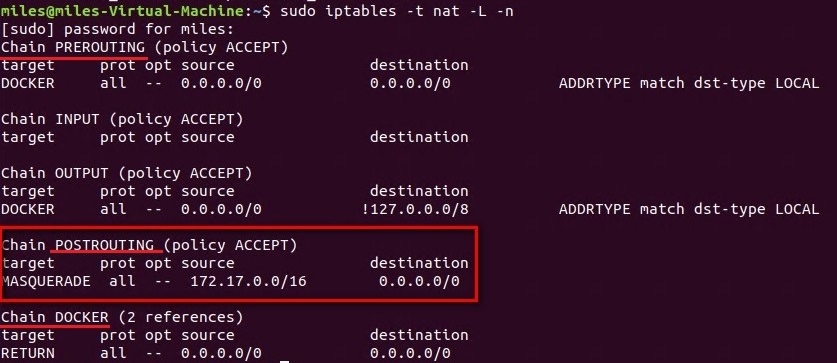 miles@miles-Virtual-Machine:~$ sudo iptables -t nat -L -n
[sudo] password for miles:
Chain PREROUTING (policy ACCEPT)
target     prot opt source               destination
DOCKER     all  --  0.0.0.0/0            0.0.0.0/0            ADDRTYPE match dst-type LOCAL
Chain INPUT (policy ACCEPT)
target     prot opt source               destination
Chain OUTPUT (policy ACCEPT)
target     prot opt source               destination
DOCKER     all  --  0.0.0.0/0           !127.0.0.0/8          ADDRTYPE match dst-type LOCAL
Chain POSTROUTING (policy ACCEPT)
target     prot opt source               destination
MASQUERADE  all  --  172.17.0.0/16        0.0.0.0/0
Chain DOCKER (2 references)
target     prot opt source               destination
RETURN     all  --  0.0.0.0/0            0.0.0.0/0